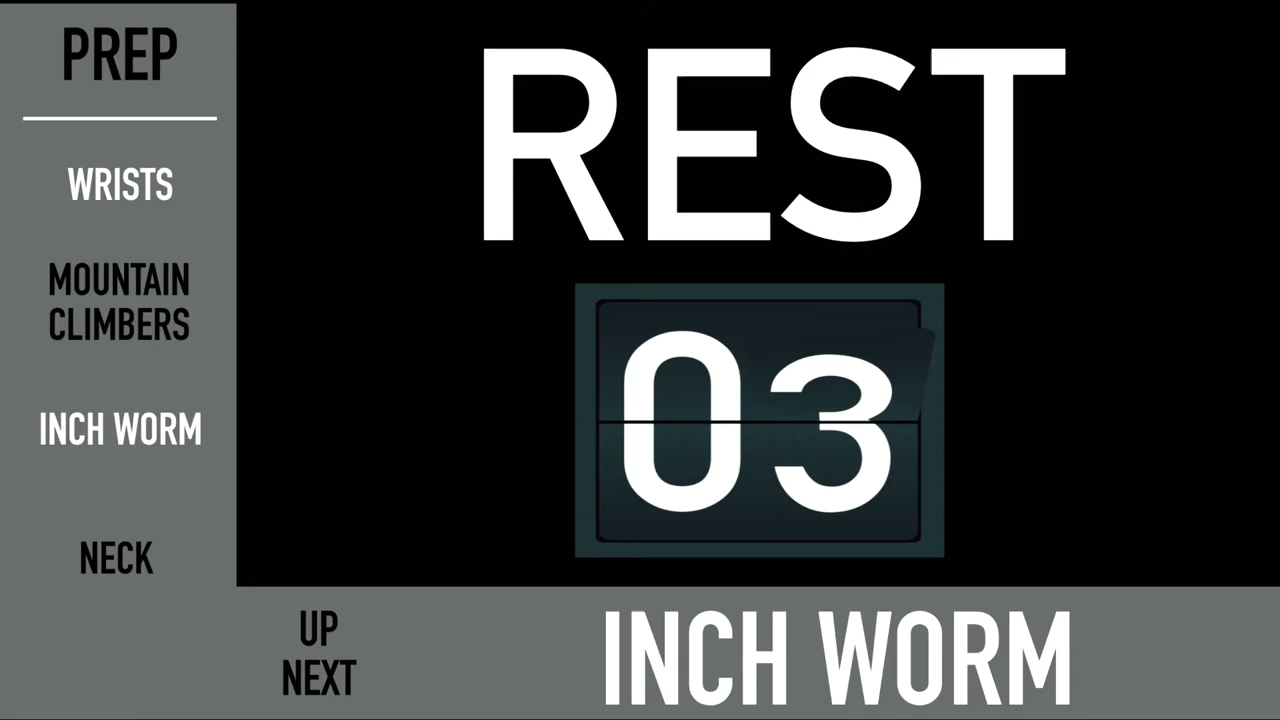 PREP
WRISTS
MOUNTAIN
CLIMBERS
INCH WORM
NECK
REST
03
UP
NEXT
INCH WORM